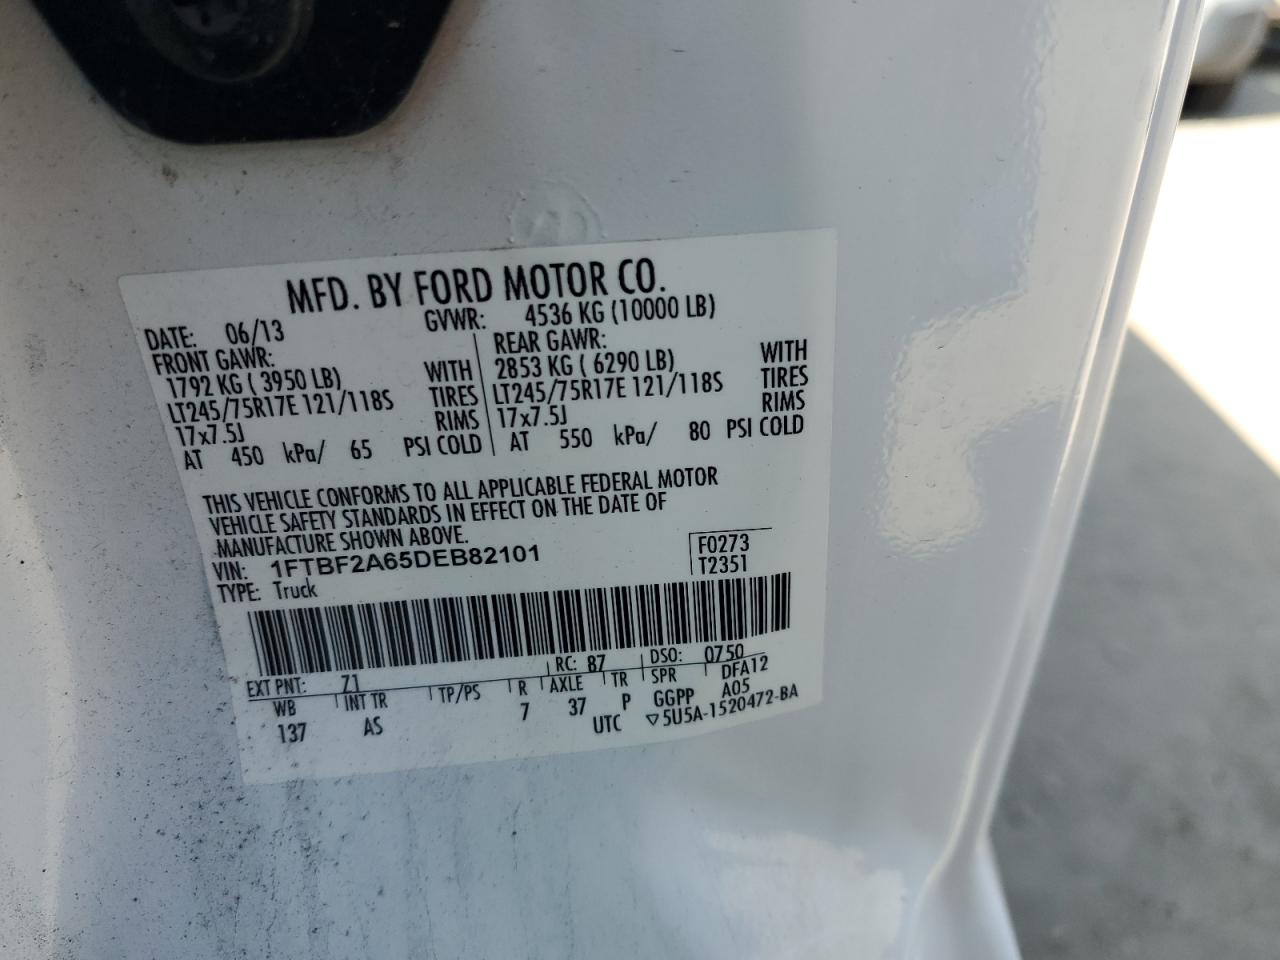 MFD. BY FORD MOTOR CO.
DATE: 06/13 GVWR: 4536 KG (10000 LB)
FRONT GAWR: REAR GAWR:
1792 KG ( 3950 LB) WITH 2853 KG ( 6290 LB) WITH
LT245/75R17E 121/118S TIRES LT245/75R17E 121/118S TIRES
17x7.5J RIMS 17x7.5J RIMS
AT 450 kPa/ 65 PSI COLD AT 550 kPa/ 80 PSI COLD
THIS VEHICLE CONFORMS TO ALL APPLICABLE FEDERAL MOTOR
VEHICLE SAFETY STANDARDS IN EFFECT ON THE DATE OF
MANUFACTURE SHOWN ABOVE.
VIN: 1FTBF2A65DEB82101 F0273
TYPE: Truck T2351
EXT PNT: Z1 RC: 87 DSO: 0750
WB INT TR TP/PS R AXLE TR SPR DFA12
137 AS 7 37 P GGPP A05
UTC ▽5U5A-1520472-BA